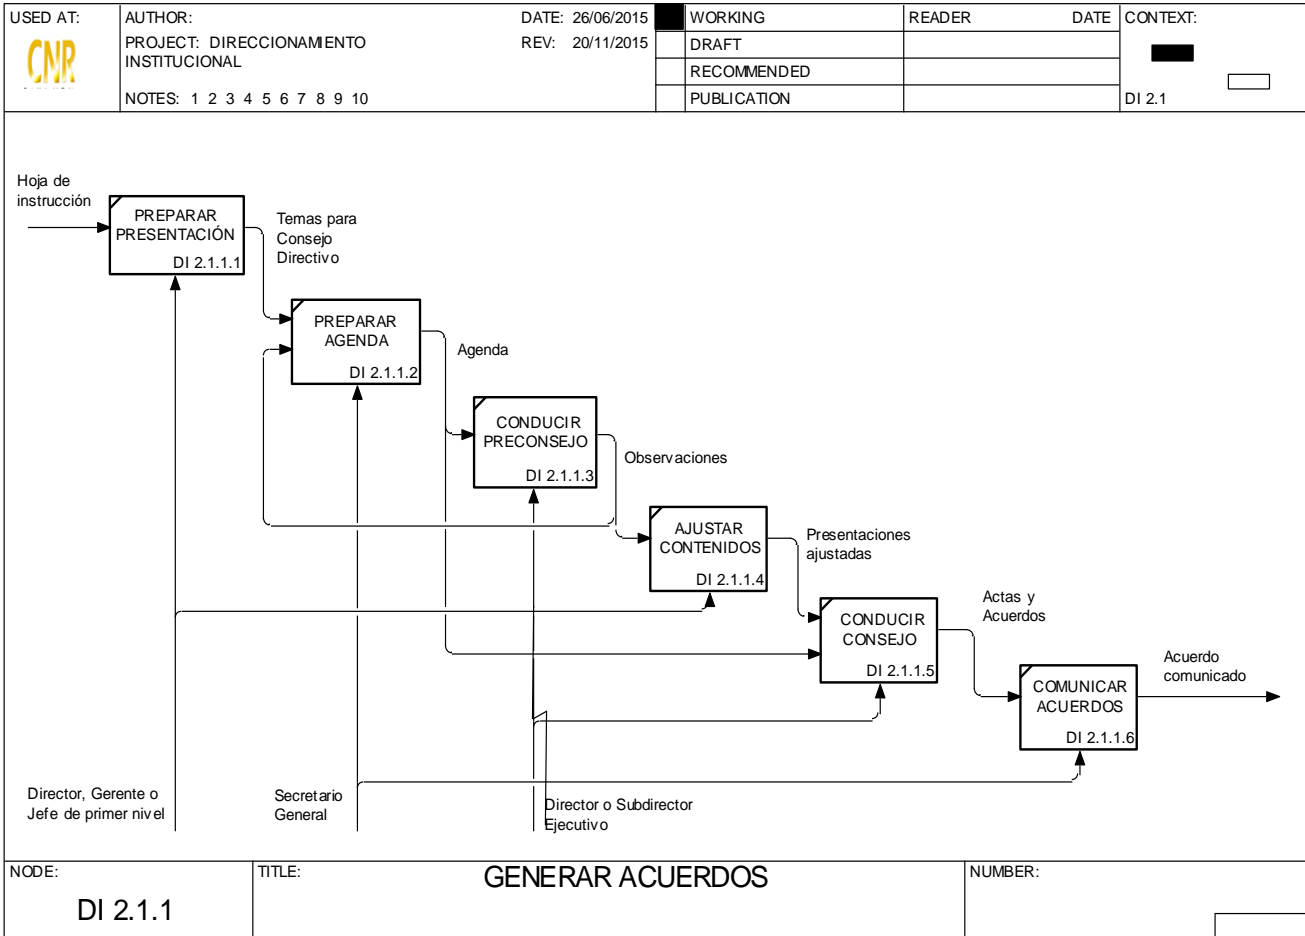 USED AT:
CNR
AUTHOR:
DATE: 26/06/2015
PROJECT: DIRECCIONAMIENTO
INSTITUCIONAL
REV: 20/11/2015
NOTES: 1 2 3 4 5 6 7 8 9 10
WORKING
DRAFT
RECOMMENDED
PUBLICATION
READER DATE
CONTEXT:
DI 2.1
Hoja de
instrucción
PREPARAR
PRESENTACIÓN
DI 2.1.1.1
Temas para
Consejo
Directivo
PREPARAR
AGENDA
DI 2.1.1.2
Agenda
CONDUCIR
PRECONSEJO
DI 2.1.1.3
Observaciones
AJUSTAR
CONTENIDOS
DI 2.1.1.4
Presentaciones
ajustadas
CONDUCIR
CONSEJO
DI 2.1.1.5
Actas y
Acuerdos
COMUNICAR
ACUERDOS
DI 2.1.1.6
Acuerdo
comunicado
Director, Gerente o
Jefe de primer nivel
Secretario
General
Director o Subdirector
Ejecutivo
NODE:
DI 2.1.1
TITLE:
GENERAR ACUERDOS
NUMBER: